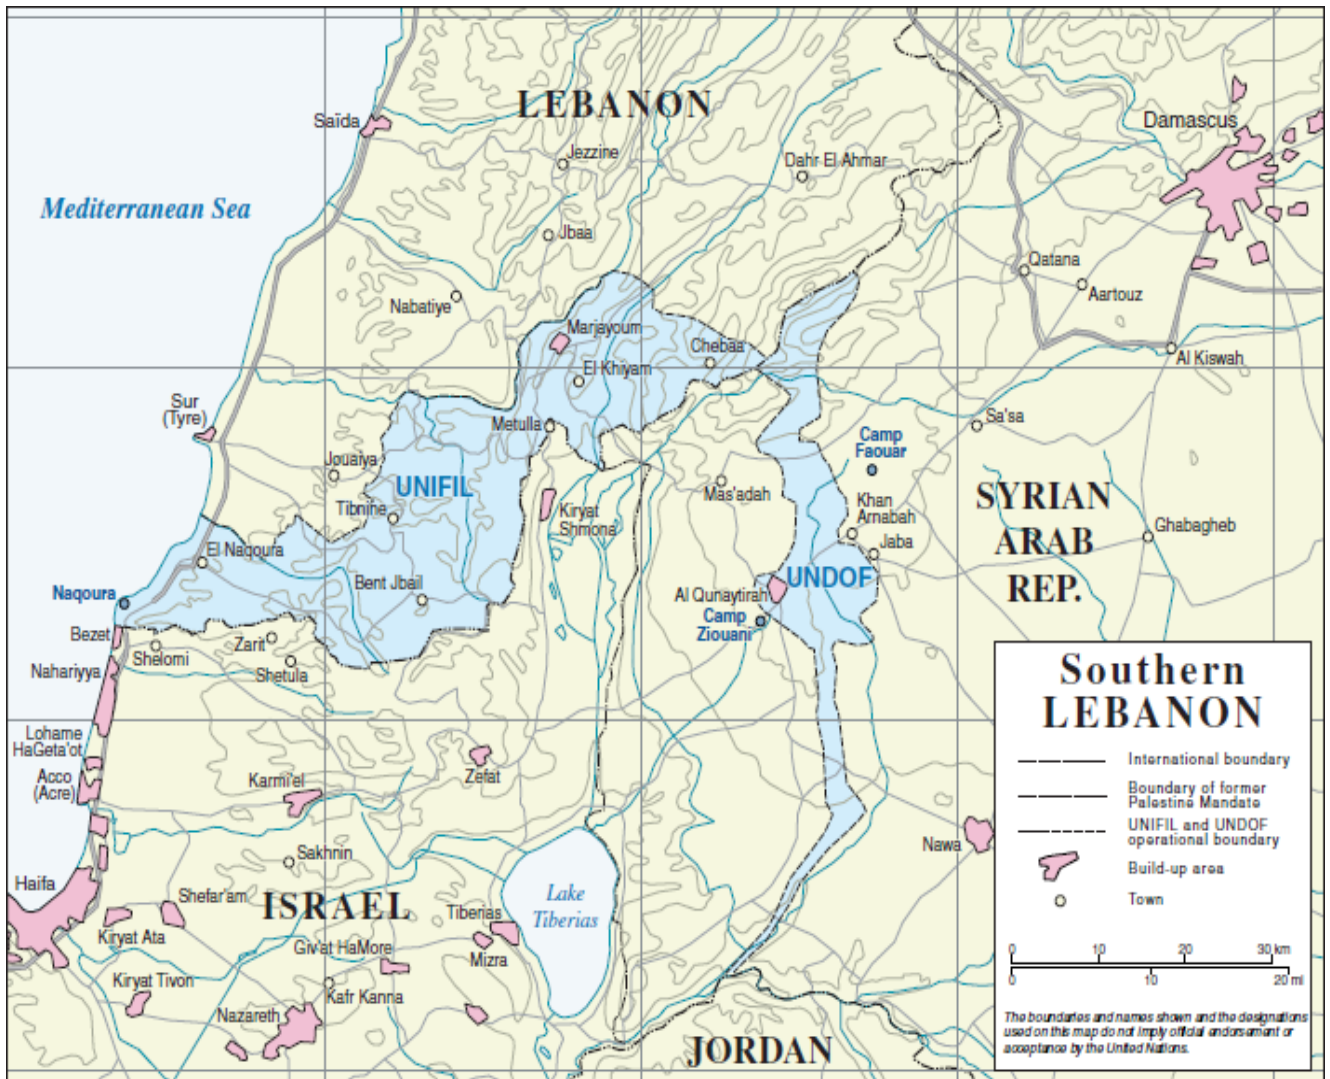 LEBANON
Saïda
Damascus
Jezzine
Dahr El Ahmar
Mediterranean Sea
Jbaa
Qatana
Aartouz
Nabatiye
Marjayoum
Chebaa
Al Kiswah
El Khiyam
Sur
(Tyre)
Metulla
Sa'sa
Camp
Faouar
Jouaiya
UNIFIL
Mas'adah
SYRIAN
ARAB
REP.
Tibnine
Kiryat
Shmona
Khan
Arnabah
Ghabagheb
Jaba
El Naqoura
Bent Jbail
UNDOF
Naqoura
Al Qunaytirah
Camp
Ziouani
Bezet
Zarit
Shelomi
Nahariyya
Shetula
Lohame
HaGeta'ot
Zefat
Acco
(Acre)
Karmi'el
Nawa
Sakhnin
Haifa
Shefar'am
ISRAEL
Lake
Tiberias
Tiberias
Kiryat Ata
Giv'at HaMore
Mizra
Kiryat Tivon
Kafr Kanna
Nazareth
JORDAN
Southern
LEBANON
International boundary
Boundary of former
Palestine Mandate
UNIFIL and UNDOF
operational boundary
Build-up area
Town
0 10 20 30 km
0 10 20 mi
The boundaries and names shown and the designations
used on this map do not imply official endorsement or
acceptance by the United Nations.